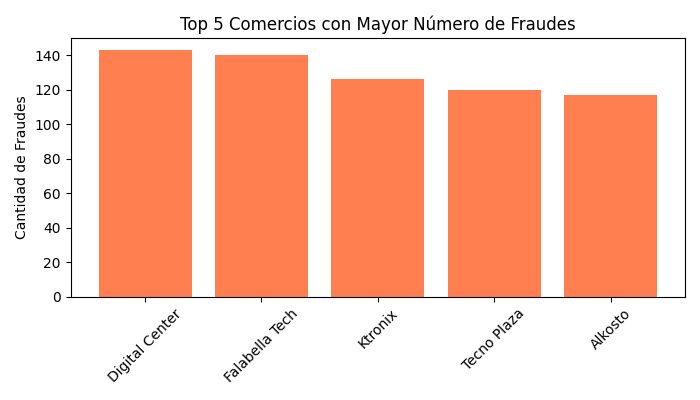 Top 5 Comercios con Mayor Número de Fraudes
Cantidad de Fraudes
140
120
100
80
60
40
20
0
Digital Center
Falabella Tech
Ktronix
Tecno Plaza
Alkosto